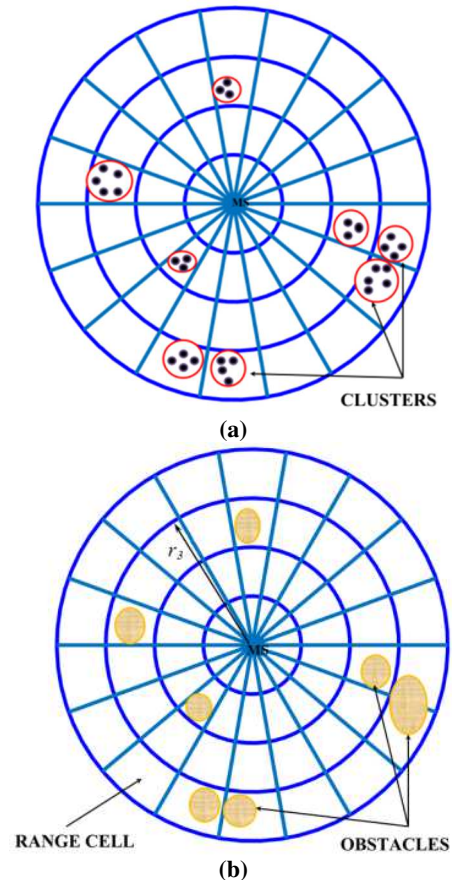 MS
CLUSTERS
(a)
r3
MS
RANGE CELL
OBSTACLES
(b)